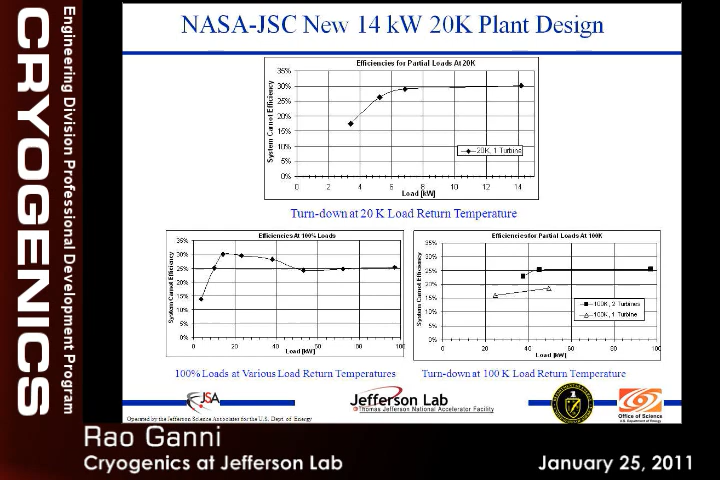 Engineering Division Professional Development Program
CRYOGENICS
NASA-JSC New 14 kW 20K Plant Design
Efficiencies for Partial Loads At 20K
System Carnot Efficiency
35%
30%
25%
20%
15%
10%
5%
0%
0 2 4 6 8 10 12 14
Load [kW]
20K, 1 Turbine
Turn-down at 20 K Load Return Temperature
Efficiencies At 100% Loads
System Carnot Efficiency
35%
30%
25%
20%
15%
10%
5%
0%
0 20 40 60 80 100
Load [kW]
100% Loads at Various Load Return Temperatures
Efficiencies for Partial Loads At 100K
System Carnot Efficiency
35%
30%
25%
20%
15%
10%
5%
0%
0 20 40 60 80 100
Load [kW]
100K, 2 Turbines
100K, 1 Turbine
Turn-down at 100 K Load Return Temperature
JSA
Jefferson Lab
Thomas Jefferson National Accelerator Facility
Office of Science
U.S. Department of Energy
Operated by the Jefferson Science Associates for the U.S. Dept. of Energy
Rao Ganni
Cryogenics at Jefferson Lab
January 25, 2011